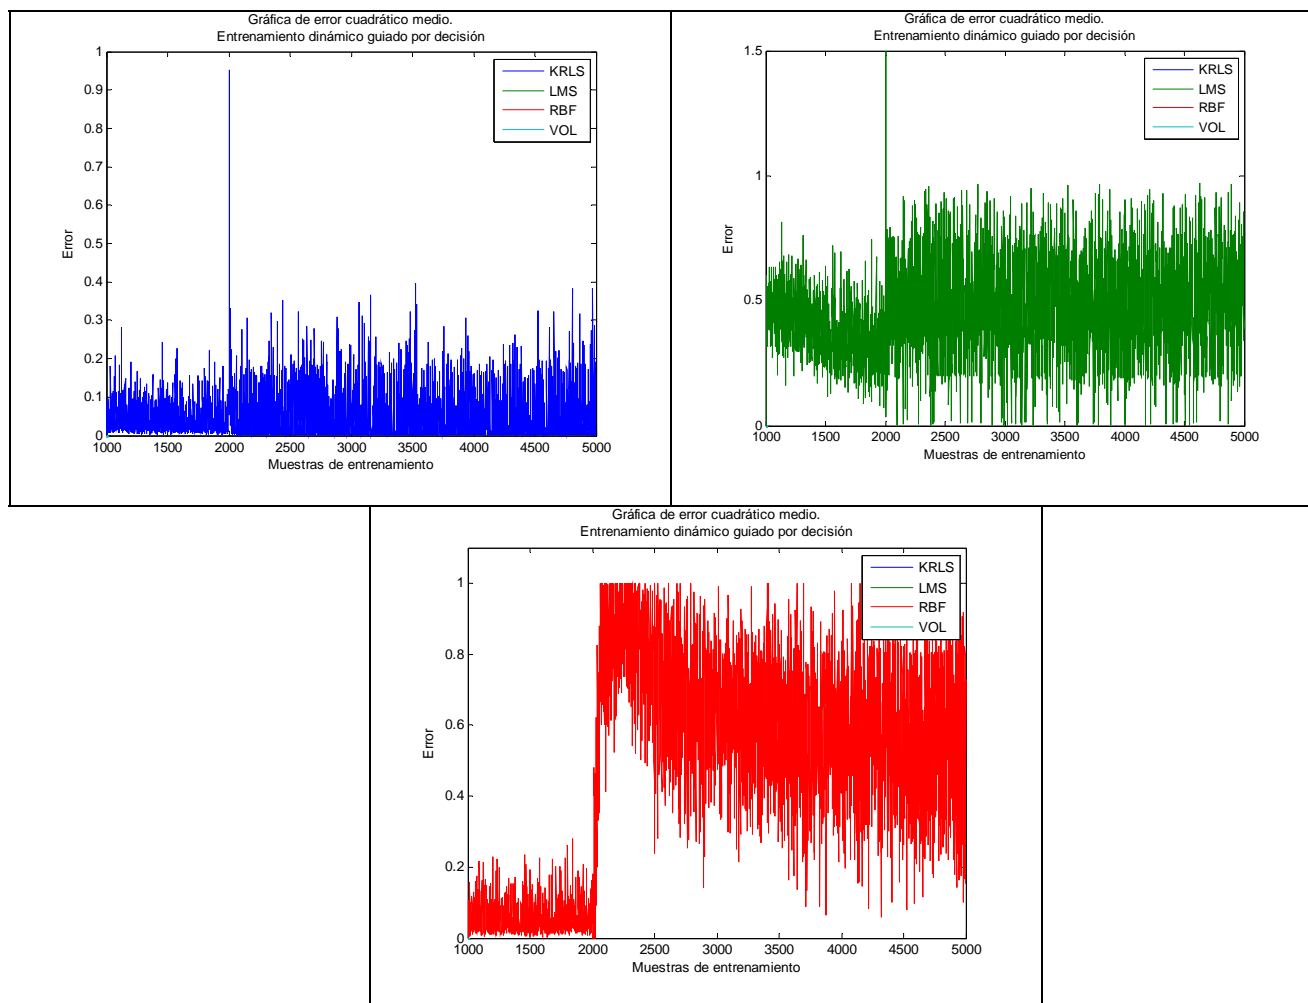 Gráfica de error cuadrático medio.
Entrenamiento dinámico guiado por decisión
1
0.9
0.8
0.7
0.6
0.5
0.4
0.3
0.2
0.1
0
Error
KRLS
LMS
RBF
VOL
1000
1500
2000
2500
3000
3500
4000
4500
5000
Muestras de entrenamiento
Gráfica de error cuadrático medio.
Entrenamiento dinámico guiado por decisión
1.5
1
0.5
0
Error
KRLS
LMS
RBF
VOL
1000
1500
2000
2500
3000
3500
4000
4500
5000
Muestras de entrenamiento
Gráfica de error cuadrático medio.
Entrenamiento dinámico guiado por decisión
1
0.8
0.6
0.4
0.2
0
Error
KRLS
LMS
RBF
VOL
1000
1500
2000
2500
3000
3500
4000
4500
5000
Muestras de entrenamiento